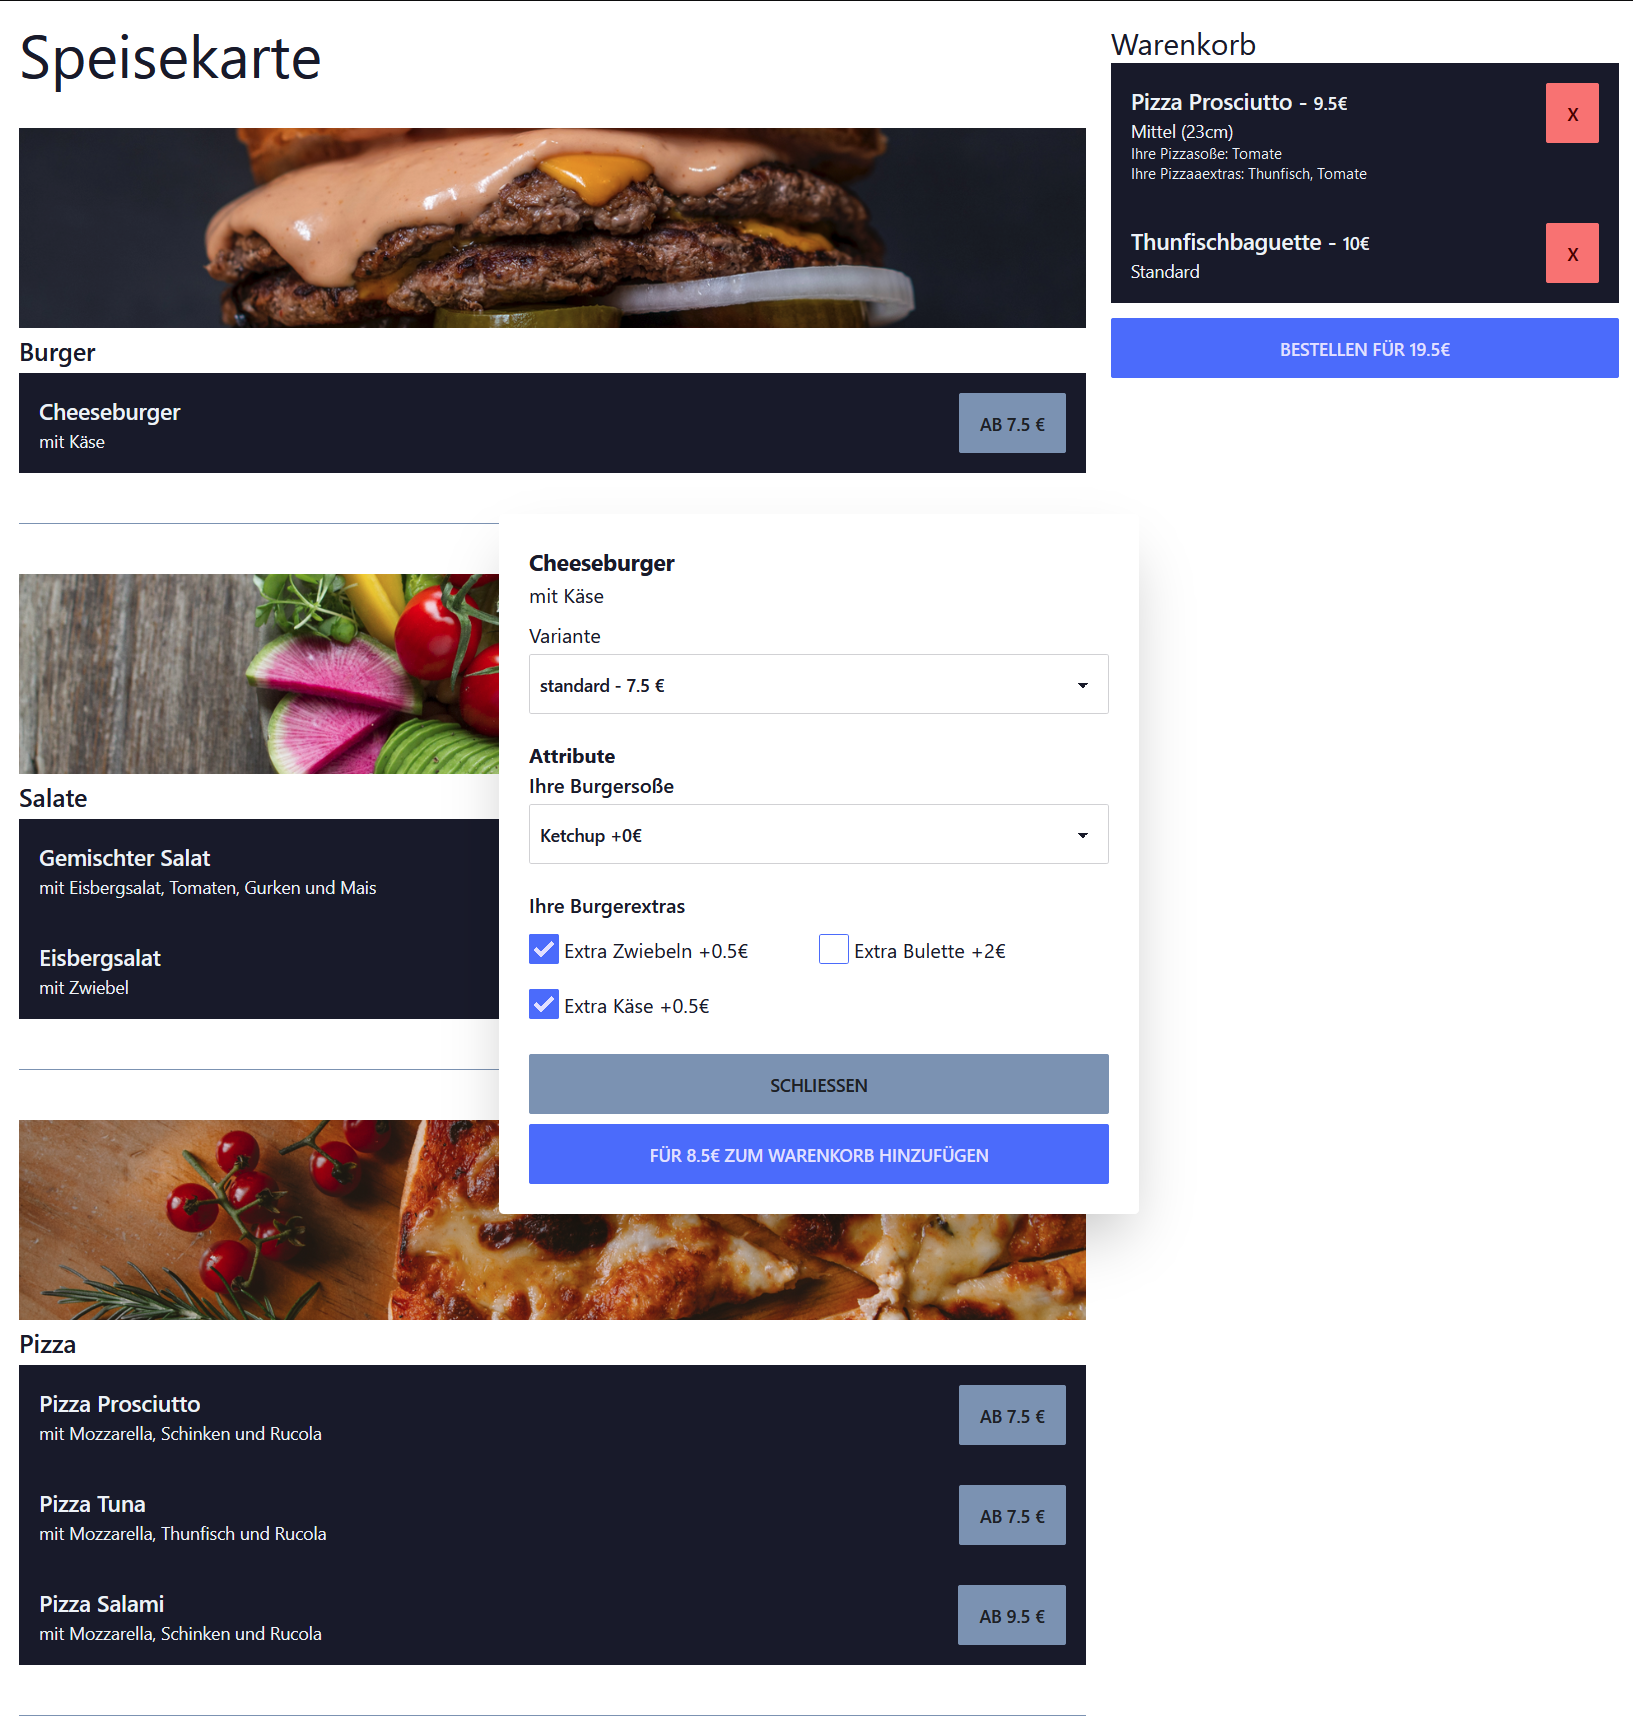 Speisekarte
Burger
Cheeseburger
mit Käse
AB 7.5 €
Salate
Gemischter Salat
mit Eisbergsalat, Tomaten, Gurken und Mais
Eisbergsalat
mit Zwiebel
Pizza
Pizza Prosciutto
mit Mozzarella, Schinken und Rucola
AB 7.5 €
Pizza Tuna
mit Mozzarella, Thunfisch und Rucola
AB 7.5 €
Pizza Salami
mit Mozzarella, Schinken und Rucola
AB 9.5 €
Cheeseburger
mit Käse
Variante
standard - 7.5 €
Attribute
Ihre Burgersoße
Ketchup +0€
Ihre Burgerextras
Extra Zwiebeln +0.5€
Extra Bulette +2€
Extra Käse +0.5€
SCHLIESSEN
FÜR 8.5€ ZUM WARENKORB HINZUFÜGEN
Warenkorb
Pizza Prosciutto - 9.5€
X
Mittel (23cm)
Ihre Pizzasoße: Tomate
Ihre Pizzaaextras: Thunfisch, Tomate
Thunfischbaguette - 10€
X
Standard
BESTELLEN FÜR 19.5€